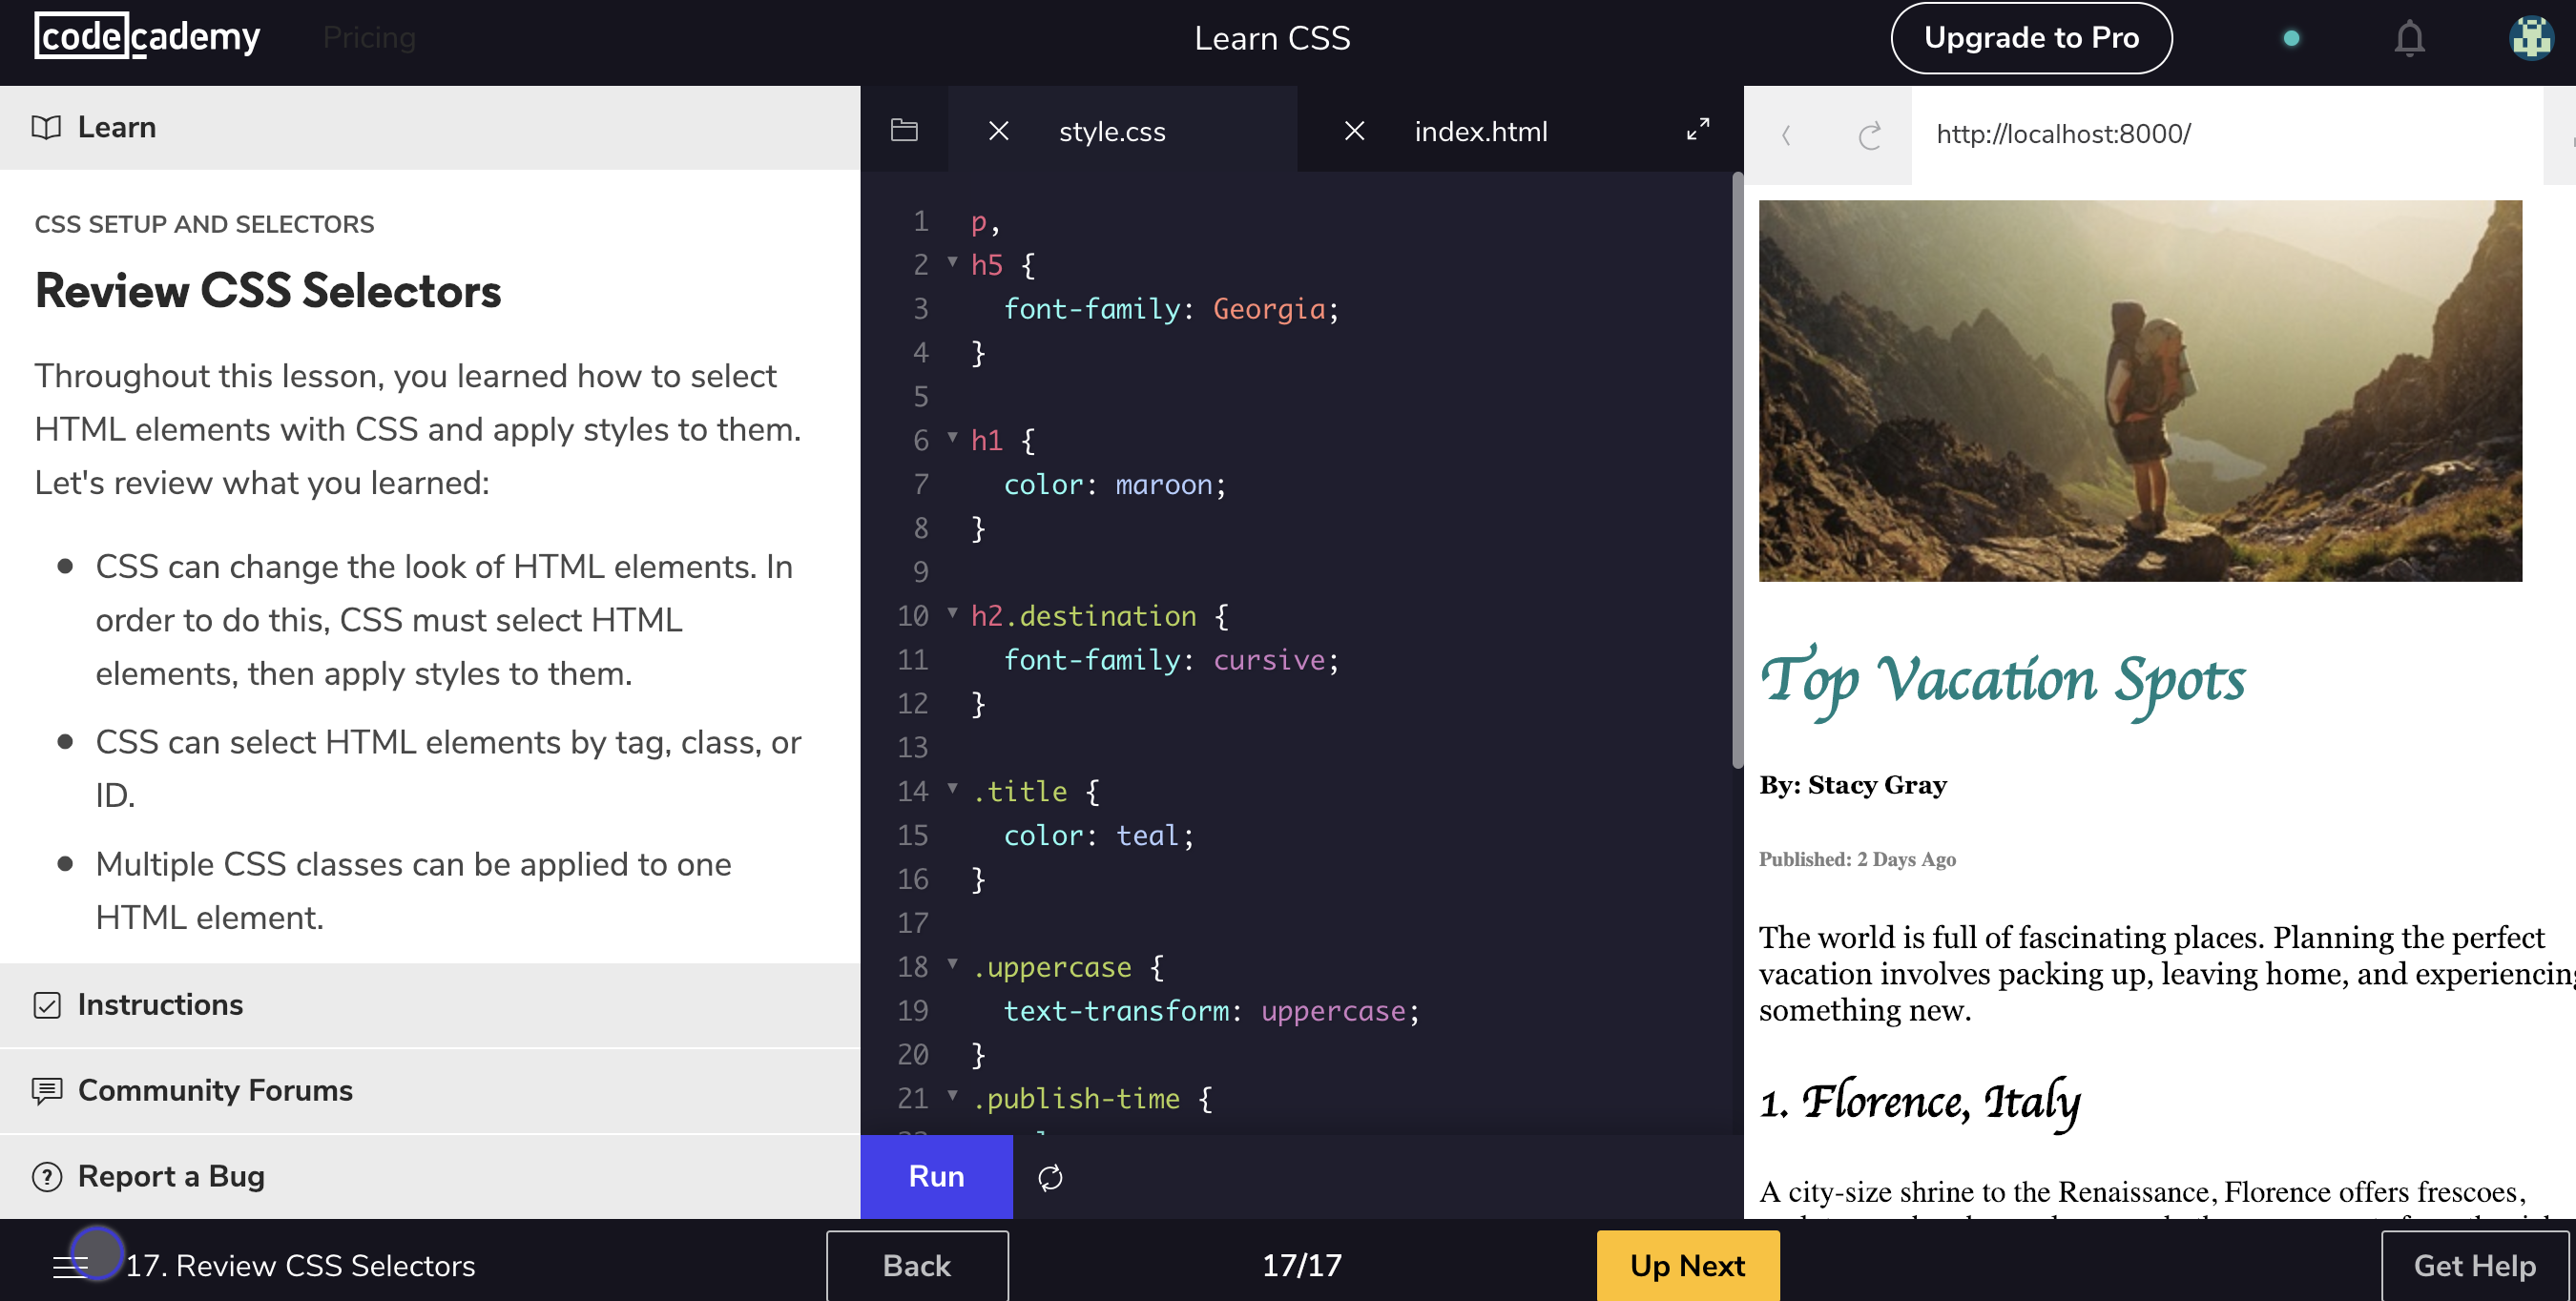 codecademy
Pricing
Learn CSS
Upgrade to Pro
Learn
CSS SETUP AND SELECTORS
Review CSS Selectors
Throughout this lesson, you learned how to select
HTML elements with CSS and apply styles to them.
Let's review what you learned:
CSS can change the look of HTML elements. In
order to do this, CSS must select HTML
elements, then apply styles to them.
CSS can select HTML elements by tag, class, or
ID.
Multiple CSS classes can be applied to one
HTML element.
Instructions
Community Forums
Report a Bug
style.css
index.html
1 p,
2 h5 {
3 font-family: Georgia;
4 }
5
6 h1 {
7 color: maroon;
8 }
9
10 h2.destination {
11 font-family: cursive;
12 }
13
14 .title {
15 color: teal;
16 }
17
18 .uppercase {
19 text-transform: uppercase;
20 }
21 .publish-time {
Run
http://localhost:8000/
Top Vacation Spots
By: Stacy Gray
Published: 2 Days Ago
The world is full of fascinating places. Planning the perfect
vacation involves packing up, leaving home, and experiencing
something new.
1. Florence, Italy
A city-size shrine to the Renaissance, Florence offers frescoes,
17. Review CSS Selectors
Back
17/17
Up Next
Get Help